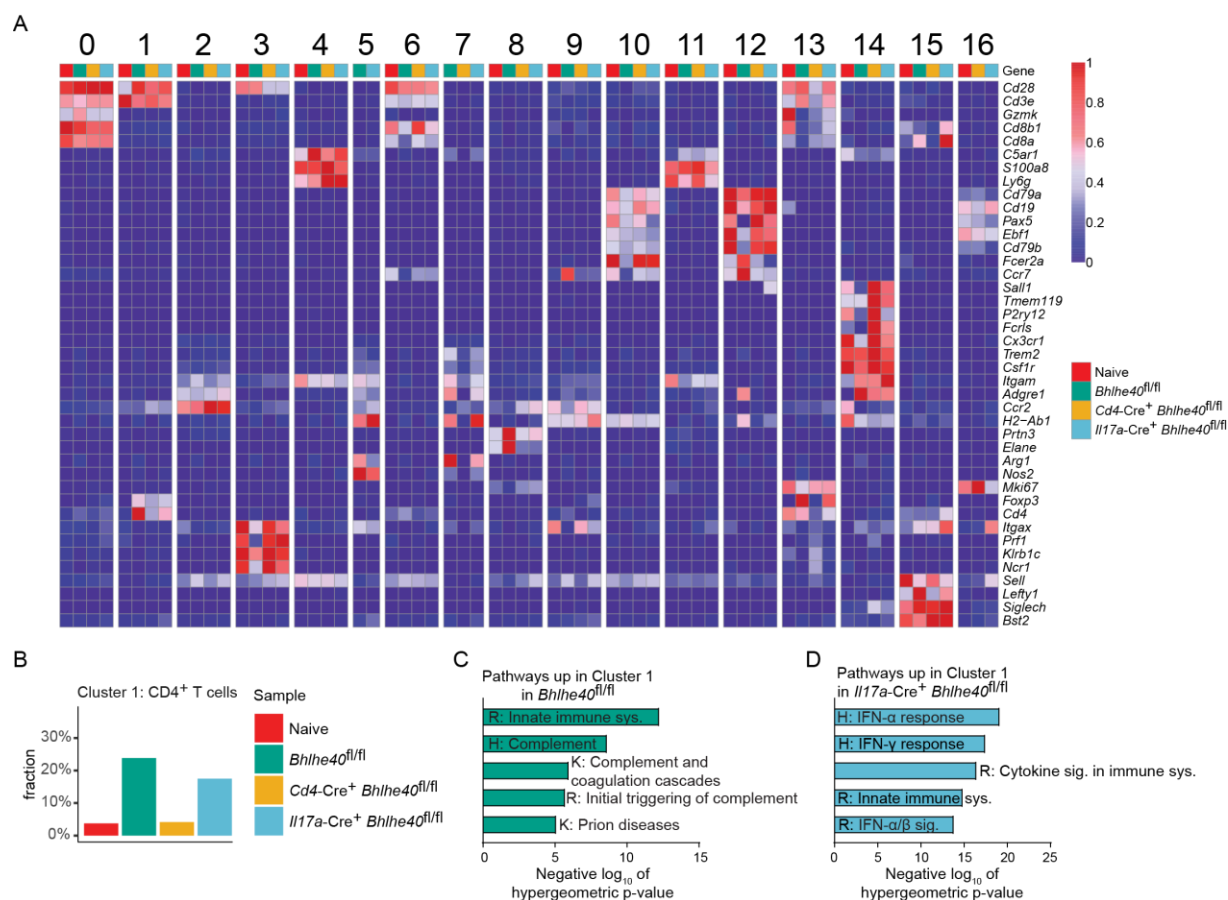 A
0 1 2 3 4 5 6 7 8 9 10 11 12 13 14 15 16
Gene
Cd28
Cd3e
Gzmk
Cd8b1
Cd8a
C5ar1
S100a8
Ly6g
Cd79a
Cd19
Pax5
Ebf1
Cd79b
Fcer2a
Ccr7
Sall1
Tmem119
P2ry12
Fcrls
Cx3cr1
Trem2
Csf1r
Itgam
Adgre1
Ccr2
H2−Ab1
Prtn3
Elane
Arg1
Nos2
Mki67
Foxp3
Cd4
Itgax
Prf1
Klrb1c
Ncr1
Sell
Lefty1
Siglech
Bst2
1
0.8
0.6
0.4
0.2
0
Naive
Bhlhe40fl/fl
Cd4-Cre+ Bhlhe40fl/fl
Il17a-Cre+ Bhlhe40fl/fl
B
Cluster 1: CD4+ T cells
fraction
30%
20%
10%
0%
Sample
Naive
Bhlhe40fl/fl
Cd4-Cre+ Bhlhe40fl/fl
Il17a-Cre+ Bhlhe40fl/fl
C
Pathways up in Cluster 1
in Bhlhe40fl/fl
R: Innate immune sys.
H: Complement
K: Complement and
coagulation cascades
R: Initial triggering of complement
K: Prion diseases
0 5 10 15
Negative log10 of
hypergeometric p-value
D
Pathways up in Cluster 1
in Il17a-Cre+ Bhlhe40fl/fl
H: IFN-α response
H: IFN-γ response
R: Cytokine sig. in immune sys.
R: Innate immune sys.
R: IFN-α/β sig.
0 5 10 15 20 25
Negative log10 of
hypergeometric p-value